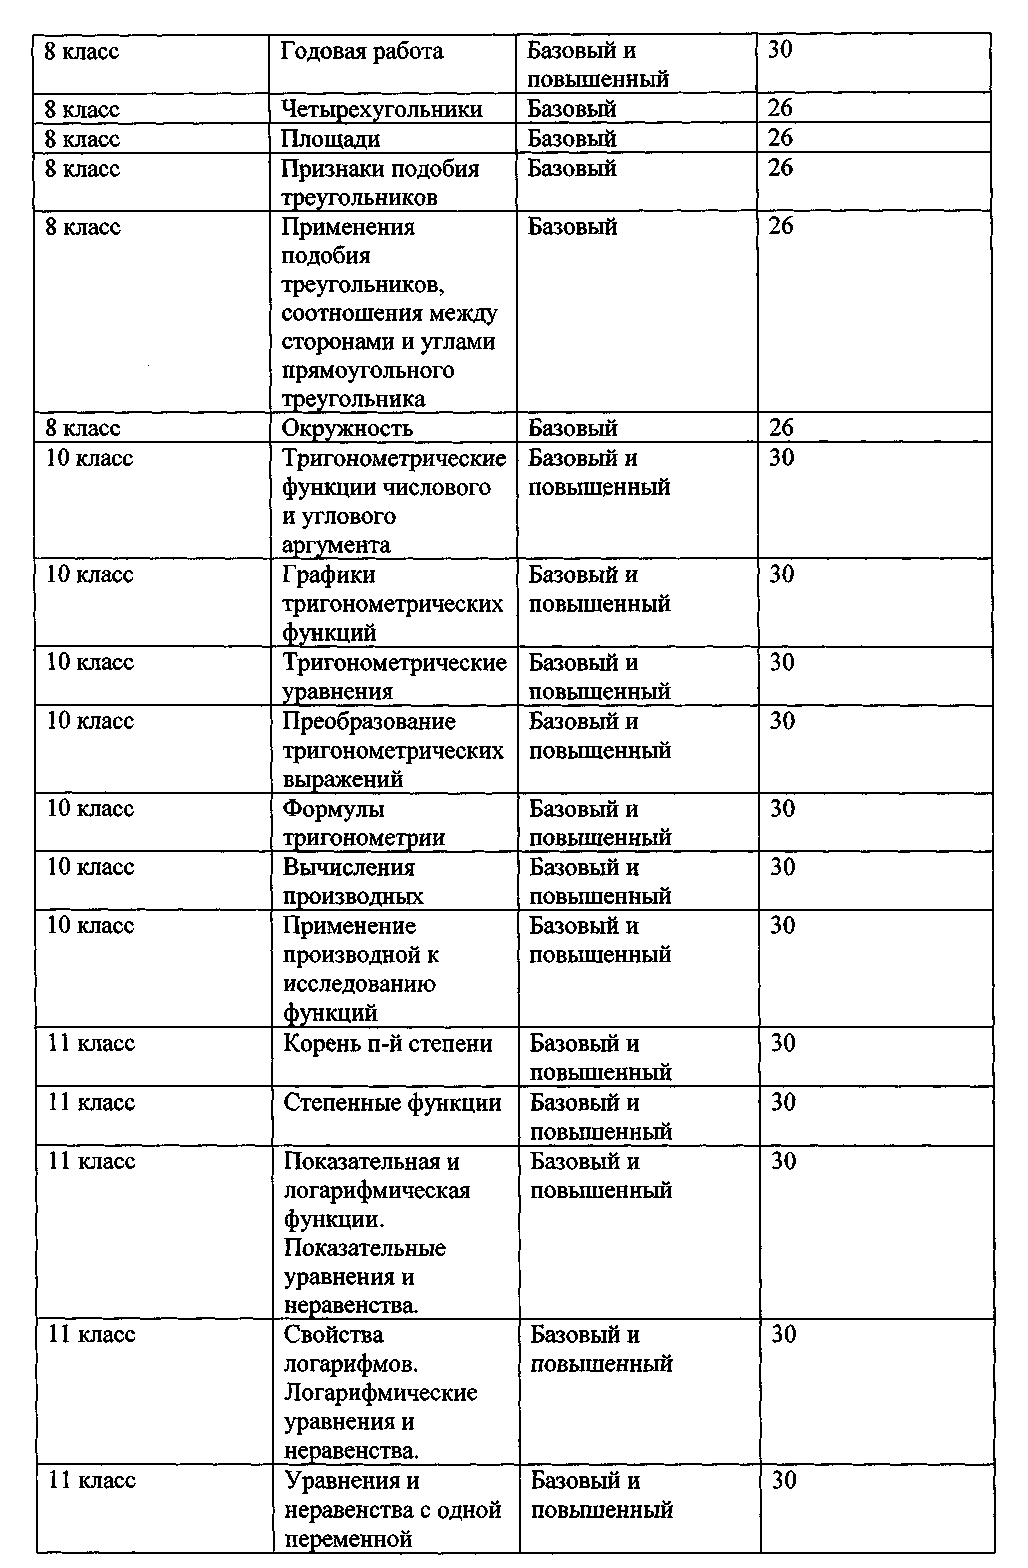 8 класс Годовая работа Базовый и 30
повышенный
8 класс Четырехугольники Базовый 26
8 класс Площади Базовый 26
8 класс Признаки подобия Базовый 26
треугольников
8 класс Применения Базовый 26
подобия
треугольников,
соотношения между
сторонами и углами
прямоугольного
треугольника
8 класс Окружность Базовый 26
10 класс Тригонометрические Базовый и 30
функции числового повышенный
и углового
аргумента
10 класс Графики Базовый и 30
тригонометрических повышенный
функций
10 класс Тригонометрические Базовый и 30
уравнения повышенный
10 класс Преобразование Базовый и 30
тригонометрических повышенный
выражений
10 класс Формулы Базовый и 30
тригонометрии повышенный
10 класс Вычисления Базовый и 30
производных повышенный
10 класс Применение Базовый и 30
производной к повышенный
исследованию
функций
11 класс Корень п-й степени Базовый и 30
повышенный
11 класс Степенные функции Базовый и 30
повышенный
11 класс Показательная и Базовый и 30
логарифмическая повышенный
функции.
Показательные
уравнения и
неравенства.
11 класс Свойства Базовый и 30
логарифмов. повышенный
Логарифмические
уравнения и
неравенства.
11 класс Уравнения и Базовый и 30
неравенства с одной повышенный
переменной